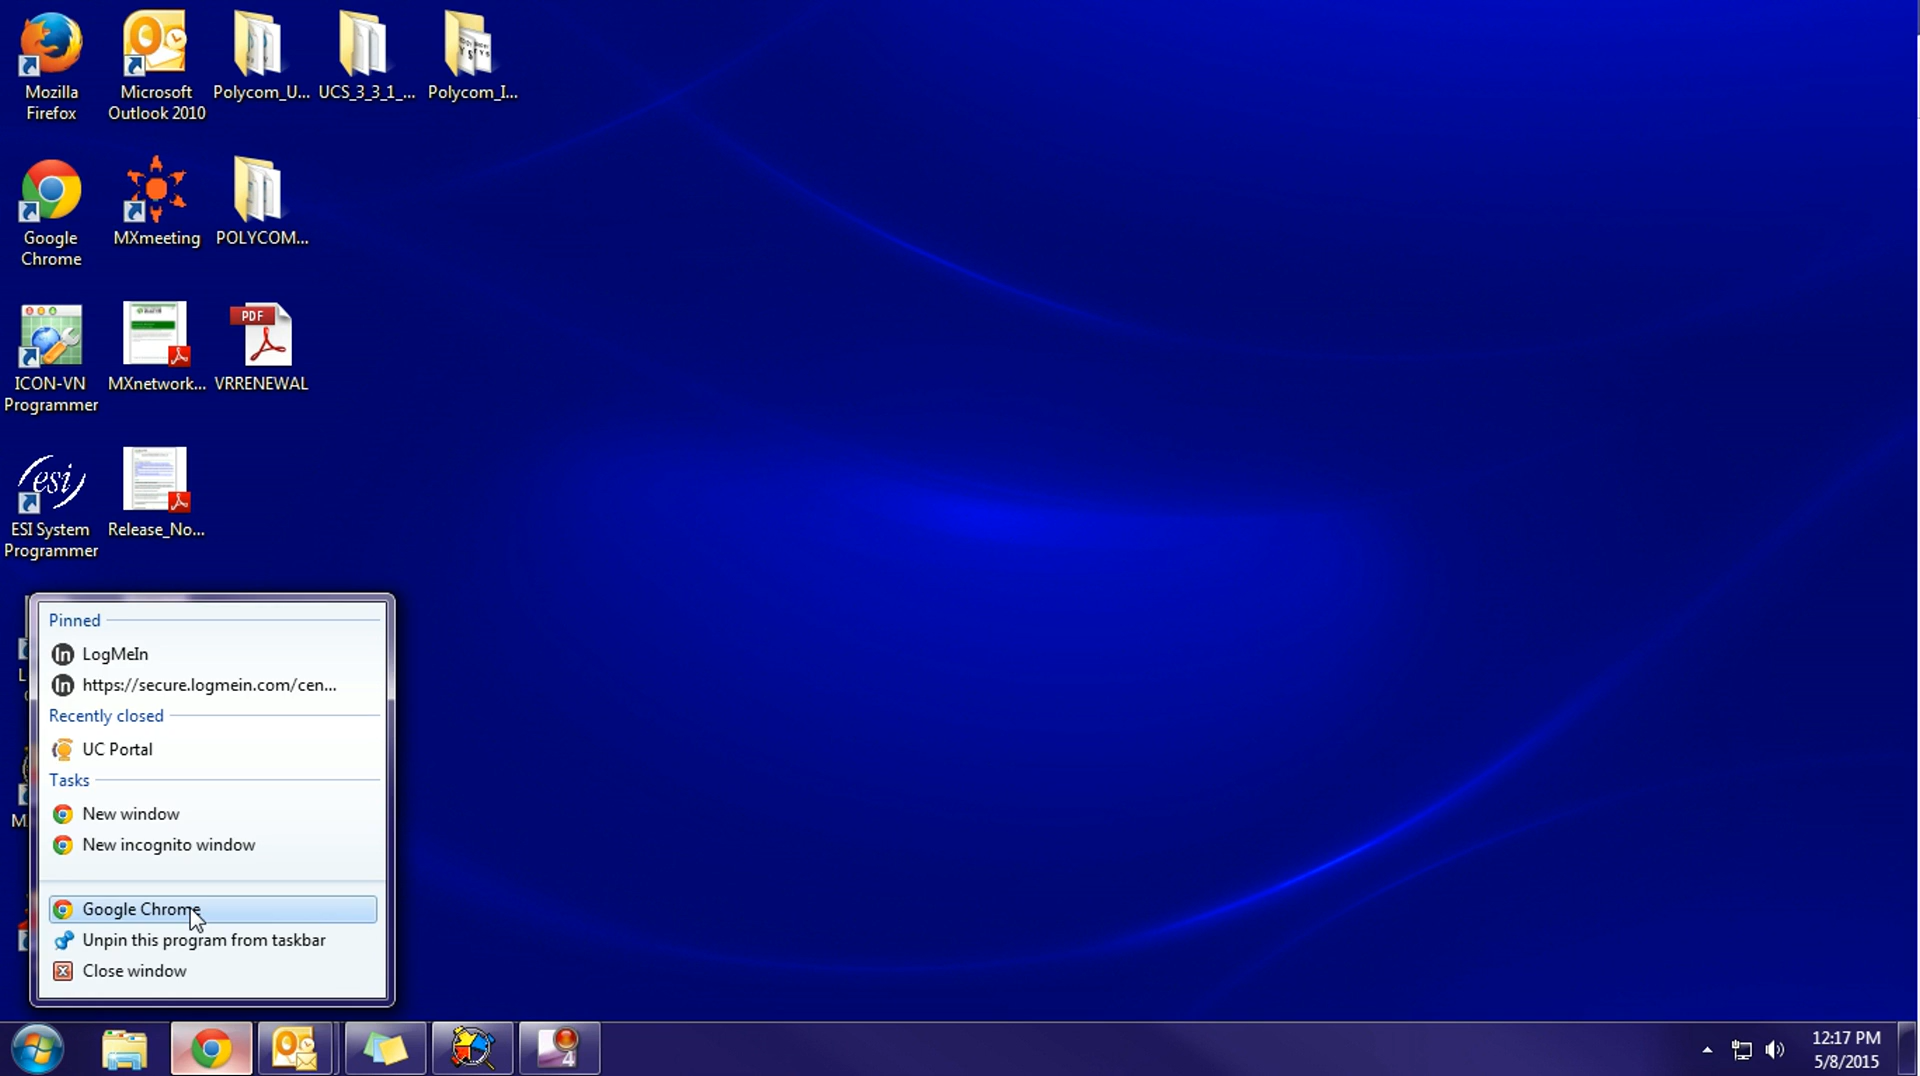 Mozilla
Firefox
Microsoft
Outlook 2010
Polycom_U...
UCS_3_3_1_...
Polycom_I...
Google
Chrome
MXmeeting
POLYCOM...
PDF
ICON-VN
Programmer
MXnetwork...
VRRENEWAL
esi
ESI System
Programmer
Release_No...
Pinned
LogMeIn
https://secure.logmein.com/cen...
Recently closed
UC Portal
Tasks
New window
New incognito window
Google Chrome
Unpin this program from taskbar
Close window
4
12:17 PM
5/8/2015